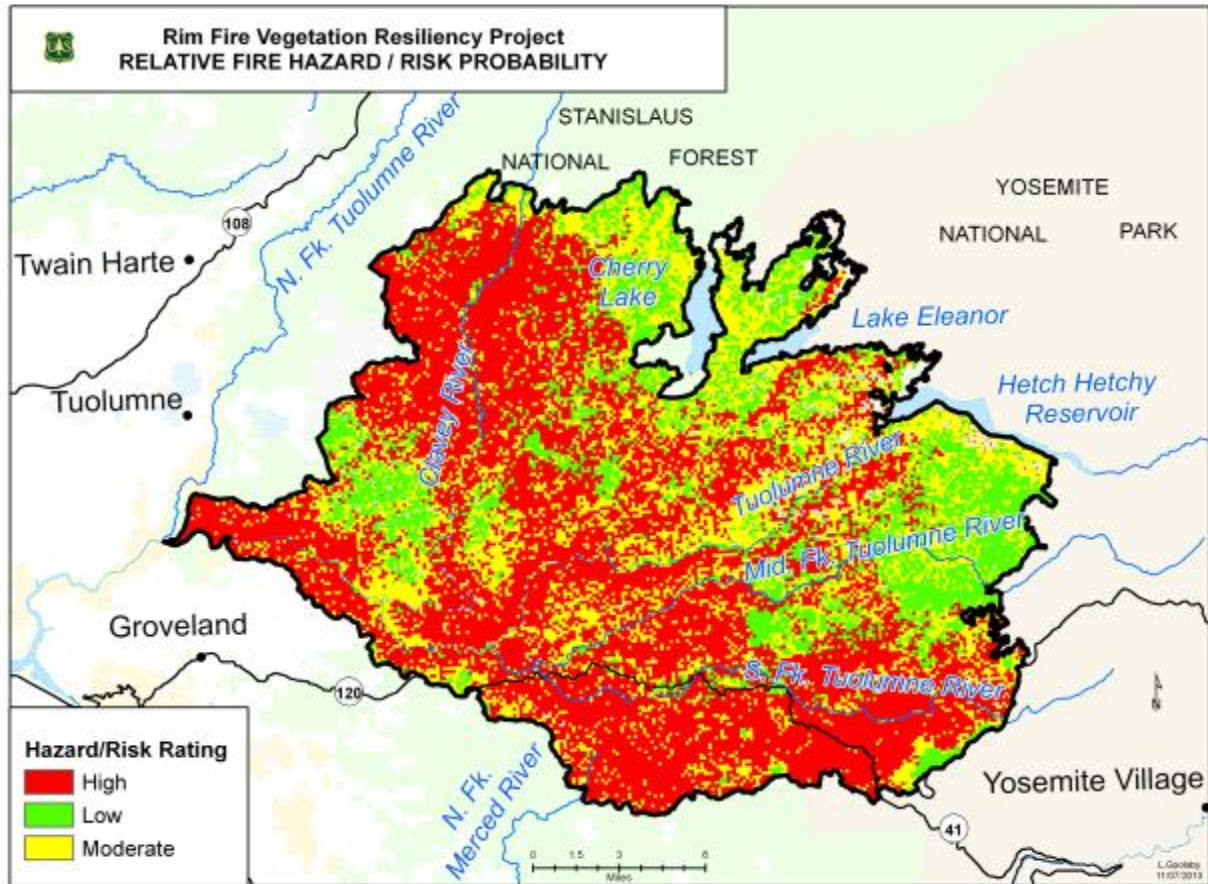 Rim Fire Vegetation Resiliency Project
RELATIVE FIRE HAZARD / RISK PROBABILITY
STANISLAUS
NATIONAL FOREST
YOSEMITE
NATIONAL PARK
N. Fk. Tuolumne River
108
Twain Harte
Cherry
Lake
Lake Eleanor
Hetch Hetchy
Reservoir
Tuolumne
Clavey River
Tuolumne River
Mid. Fk. Tuolumne River
Groveland
S. Fk. Tuolumne River
120
Hazard/Risk Rating
High
Low
Moderate
N. Fk.
Merced River
Yosemite Village
41
0 1.5 3 6
Miles
L. Goolsby
11/07/2013